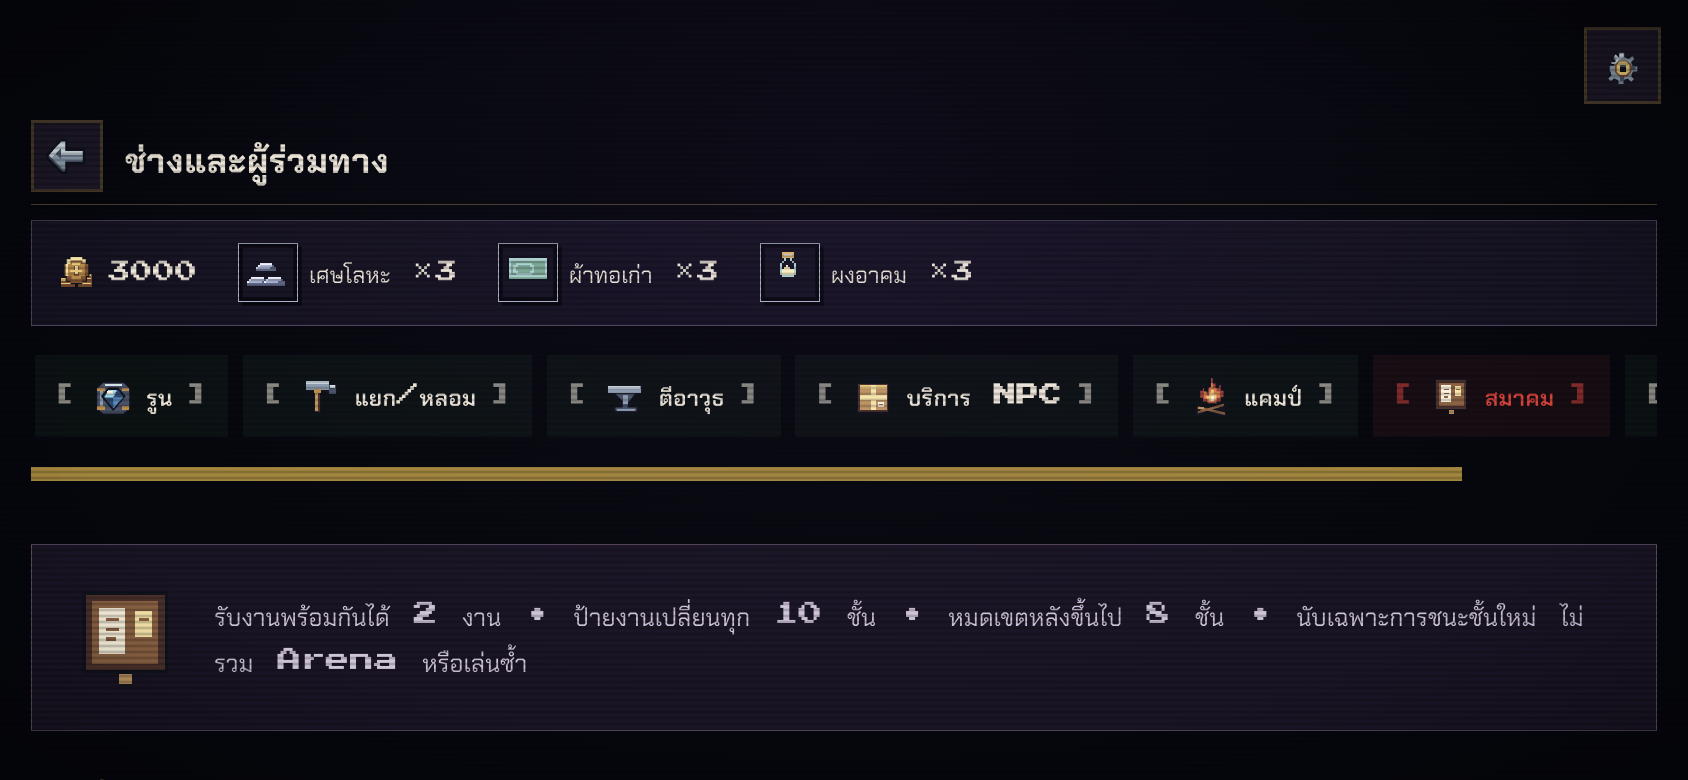 ช่างและผู้ร่วมทาง
3000 เศษโลหะ ×3 ผ้าทอเก่า ×3 ผงอาคม ×3
[ รูน ] [ แยก/หลอม ] [ ตีอาวุธ ] [ บริการ NPC ] [ แคมป์ ] [ สมาคม ] [
รับงานพร้อมกันได้ 2 งาน • ป้ายงานเปลี่ยนทุก 10 ชั้น • หมดเขตหลังขึ้นไป 8 ชั้น • นับเฉพาะการชนะชั้นใหม่ ไม่
รวม Arena หรือเล่นซ้ำ